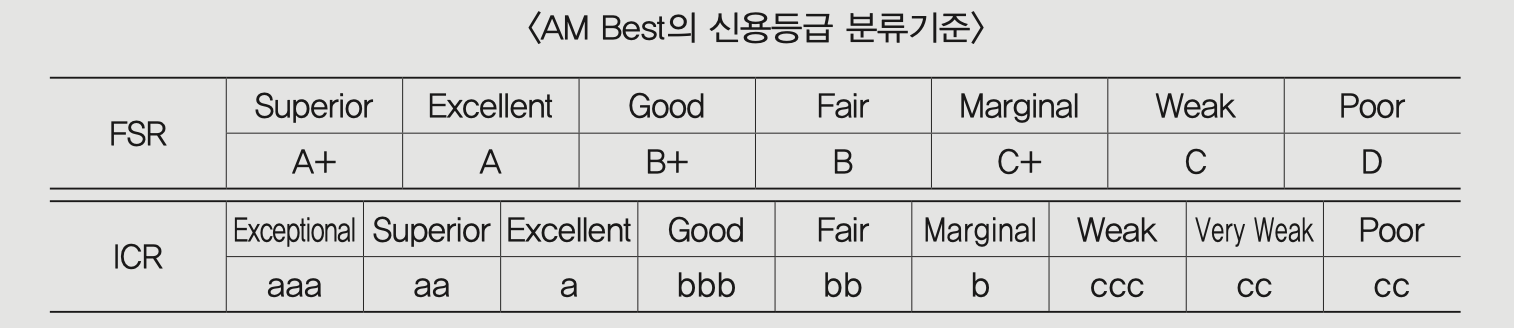 〈AM Best의 신용등급 분류기준〉
FSR
Superior Excellent Good Fair Marginal Weak Poor
A+ A B+ B C+ C D
ICR
Exceptional Superior Excellent Good Fair Marginal Weak Very Weak Poor
aaa aa a bbb bb b ccc cc cc